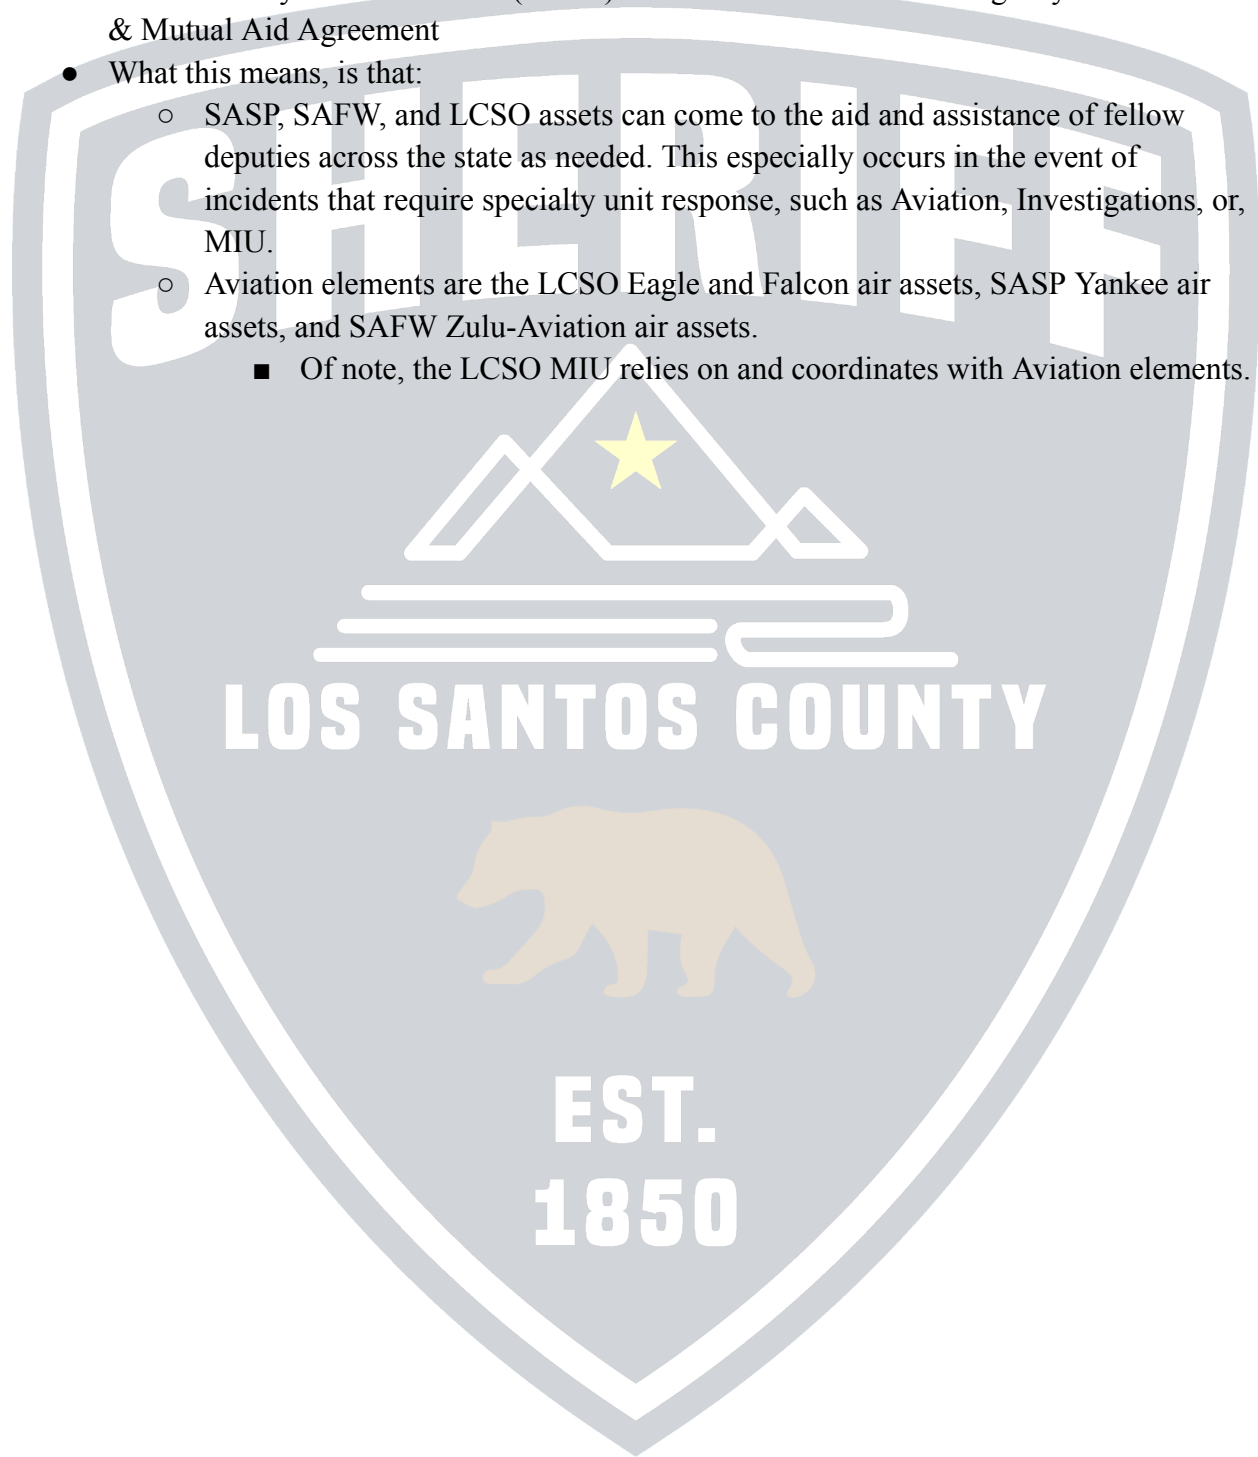 & Mutual Aid Agreement
● What this means, is that:
○ SASP, SAFW, and LCSO assets can come to the aid and assistance of fellow
deputies across the state as needed. This especially occurs in the event of
incidents that require specialty unit response, such as Aviation, Investigations, or,
MIU.
○ Aviation elements are the LCSO Eagle and Falcon air assets, SASP Yankee air
assets, and SAFW Zulu-Aviation air assets.
■ Of note, the LCSO MIU relies on and coordinates with Aviation elements.
SHERIFF
LOS SANTOS COUNTY
EST.
1850